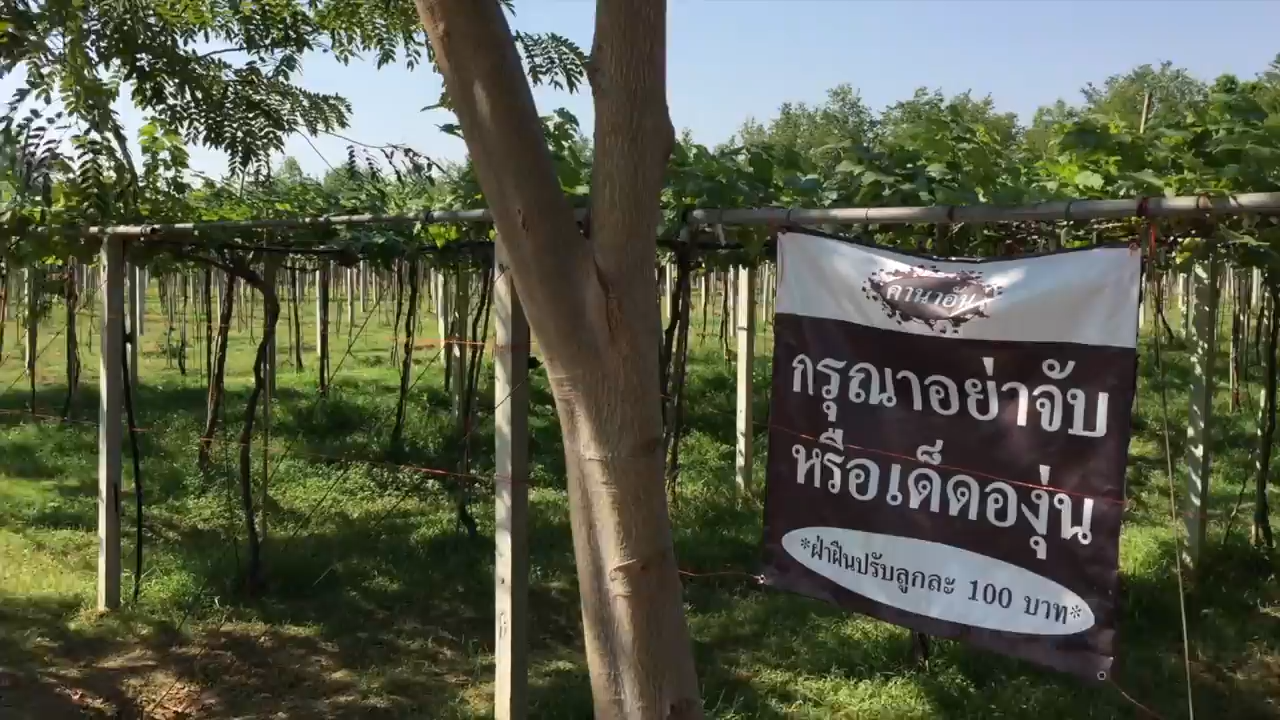 คานาอัน
กรุณาอย่าจับ
หรือเด็ดองุ่น
*ฝ่าฝืนปรับลูกละ 100 บาท*